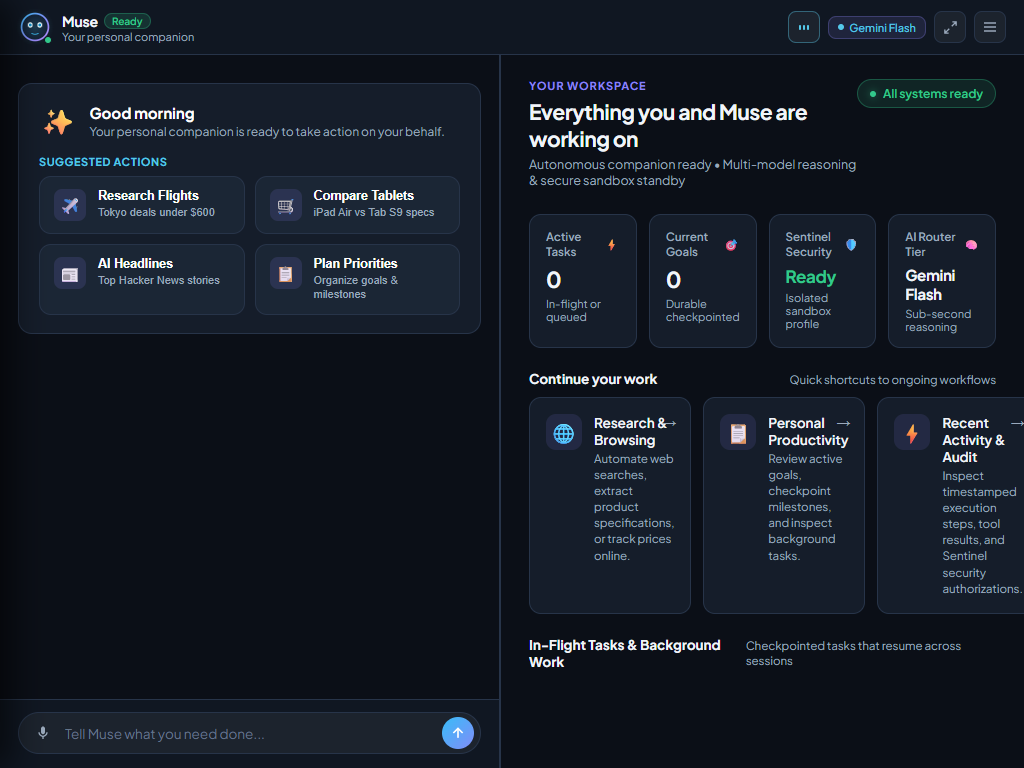 Muse Ready
Your personal companion
Gemini Flash
Good morning
Your personal companion is ready to take action on your behalf.
SUGGESTED ACTIONS
Research Flights
Tokyo deals under $600
Compare Tablets
iPad Air vs Tab S9 specs
AI Headlines
Top Hacker News stories
Plan Priorities
Organize goals &
milestones
Tell Muse what you need done...
YOUR WORKSPACE
All systems ready
Everything you and Muse are
working on
Autonomous companion ready • Multi-model reasoning
& secure sandbox standby
Active
Tasks
0
In-flight or
queued
Current
Goals
0
Durable
checkpointed
Sentinel
Security
Ready
Isolated
sandbox
profile
AI Router
Tier
Gemini
Flash
Sub-second
reasoning
Continue your work
Quick shortcuts to ongoing workflows
Research & →
Browsing
Automate web
searches,
extract
product
specifications,
or track prices
online.
Personal →
Productivity
Review active
goals,
checkpoint
milestones,
and inspect
background
tasks.
Recent →
Activity &
Audit
Inspect
timestamped
execution
steps, tool
results, and
Sentinel
security
authorizations.
In-Flight Tasks & Background
Work
Checkpointed tasks that resume across
sessions